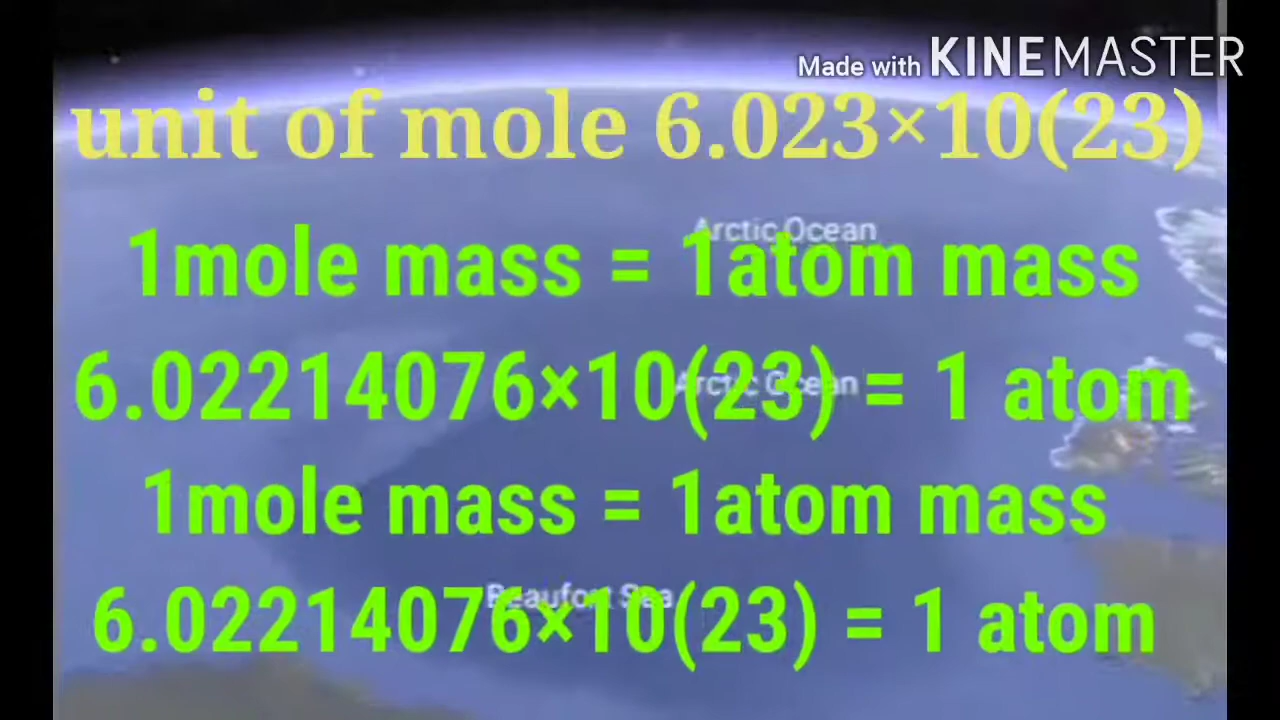 Made with KINEMASTER
unit of mole 6.023×10(23)
Arctic Ocean
1mole mass = 1atom mass
Arctic Ocean
6.02214076×10(23) = 1 atom
1mole mass = 1atom mass
Beaufort Sea
6.02214076×10(23) = 1 atom